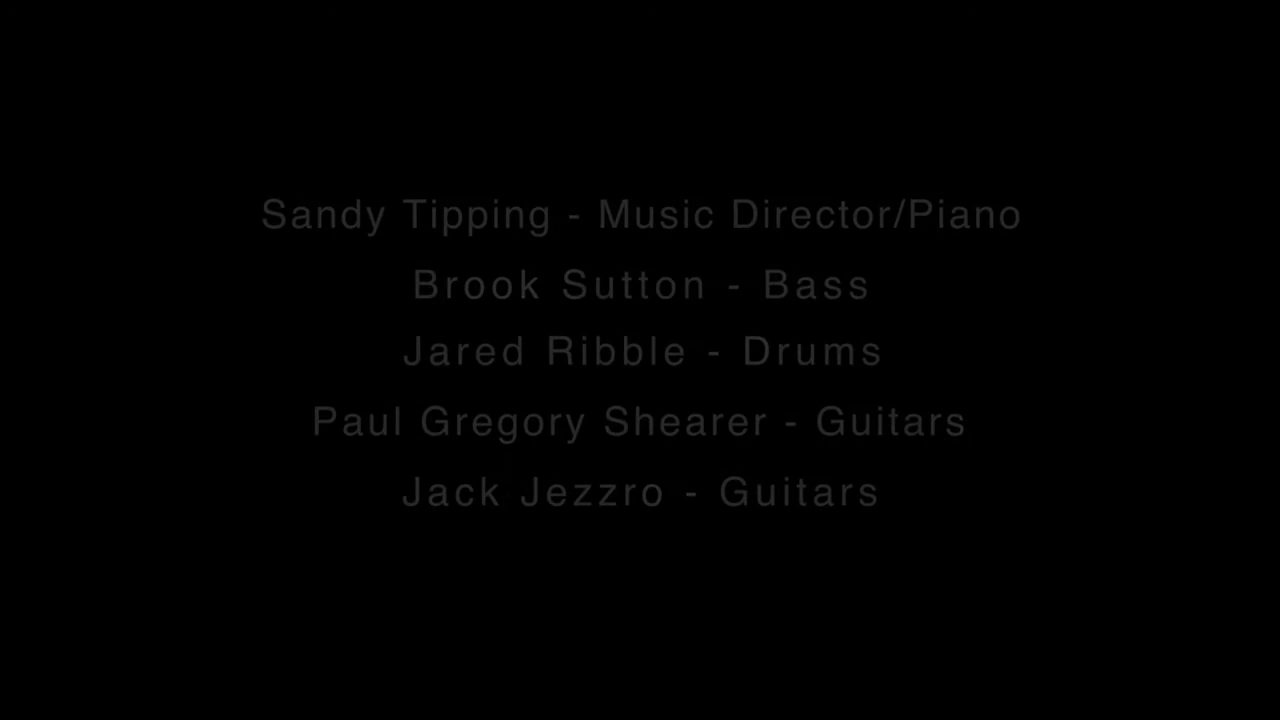 Sandy Tipping - Music Director/Piano
Brook Sutton - Bass
Jared Ribble - Drums
Paul Gregory Shearer - Guitars
Jack Jezzro - Guitars